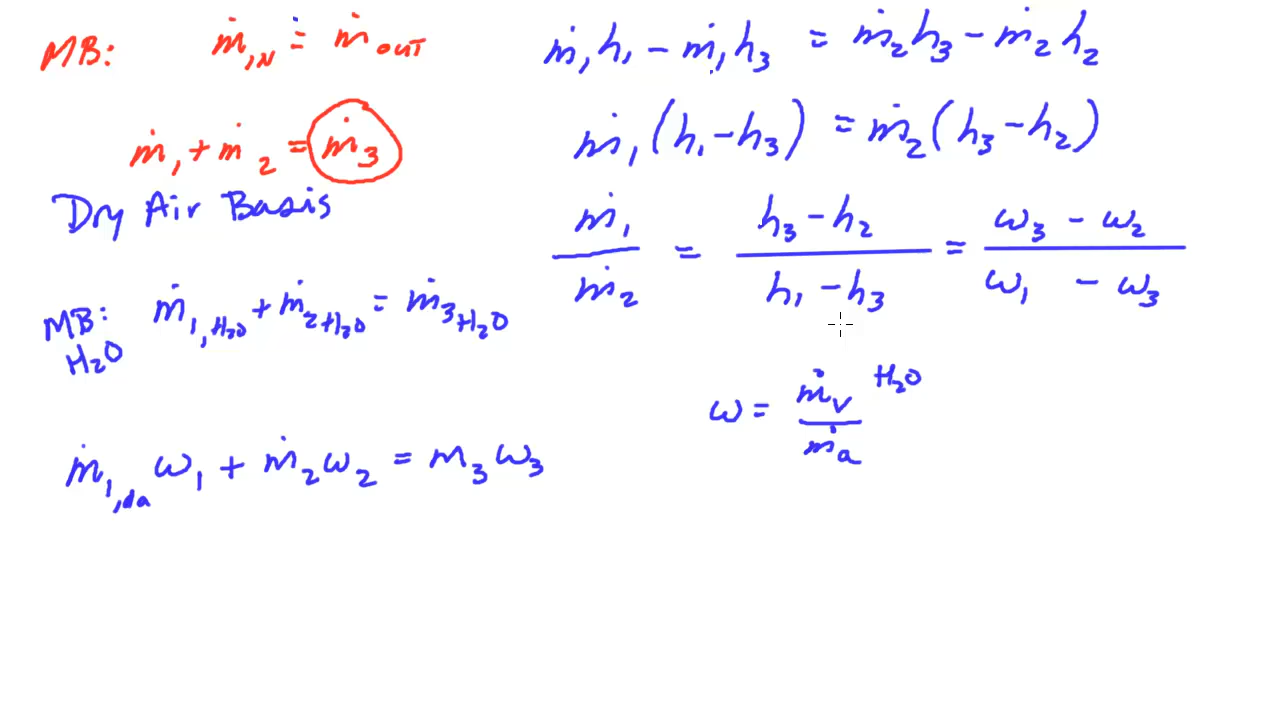 MB: ṁ₁N = ṁ OUT
ṁ₁ + ṁ₂ = ṁ₃
Dry Air Basis
MB: H₂O ṁ₁,H₂O + ṁ₂+H₂O = ṁ₃+H₂O
ṁ₁,da ω₁ + ṁ₂ω₂ = m₃ω₃
ṁ₁h₁ − ṁ₁h₃ = ṁ₂h₃ − ṁ₂h₂
ṁ₁(h₁ − h₃) = ṁ₂(h₃ − h₂)
ṁ₁/ṁ₂ = (h₃ − h₂)/(h₁ − h₃) = (ω₃ − ω₂)/(ω₁ − ω₃)
ω = ṁv/ṁa H₂O